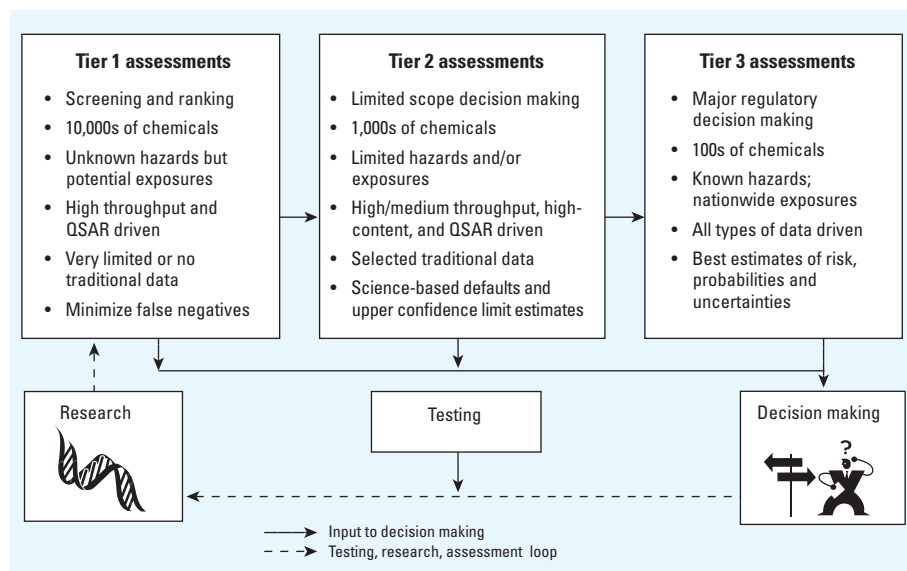 Tier 1 assessments
• Screening and ranking
• 10,000s of chemicals
• Unknown hazards but
potential exposures
• High throughput and
QSAR driven
• Very limited or no
traditional data
• Minimize false negatives
Tier 2 assessments
• Limited scope decision making
• 1,000s of chemicals
• Limited hazards and/or
exposures
• High/medium throughput, high-
content, and QSAR driven
• Selected traditional data
• Science-based defaults and
upper confidence limit estimates
Tier 3 assessments
• Major regulatory
decision making
• 100s of chemicals
• Known hazards;
nationwide exposures
• All types of data driven
• Best estimates of risk,
probabilities and
uncertainties
Research
Testing
Decision making
?
Input to decision making
Testing, research, assessment loop